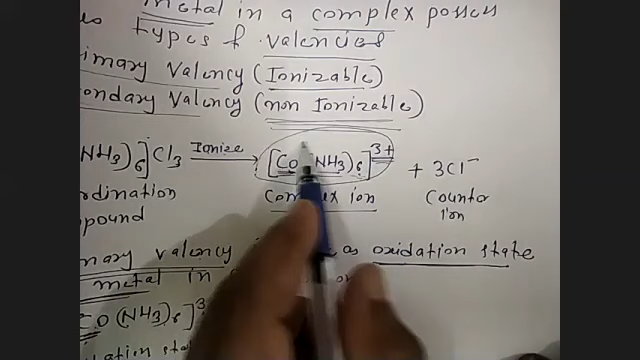 metal in a complex posses
types of valencies
mary valency (Ionizable)
ondary valency (non Ionizable)
NH3)6]Cl3 Ionize [Co NH3)6]3+ + 3Cl-
dination Complex ion Counter
pound ion
mary valency as oxidation state
metal in
CO(NH3)6]3